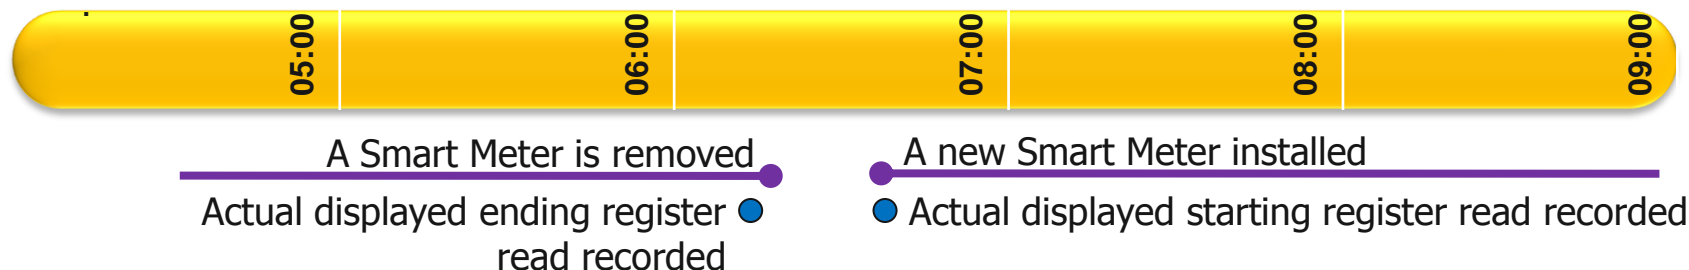 05:00
06:00
07:00
08:00
09:00
A Smart Meter is removed
A new Smart Meter installed
Actual displayed ending register
read recorded
Actual displayed starting register read recorded